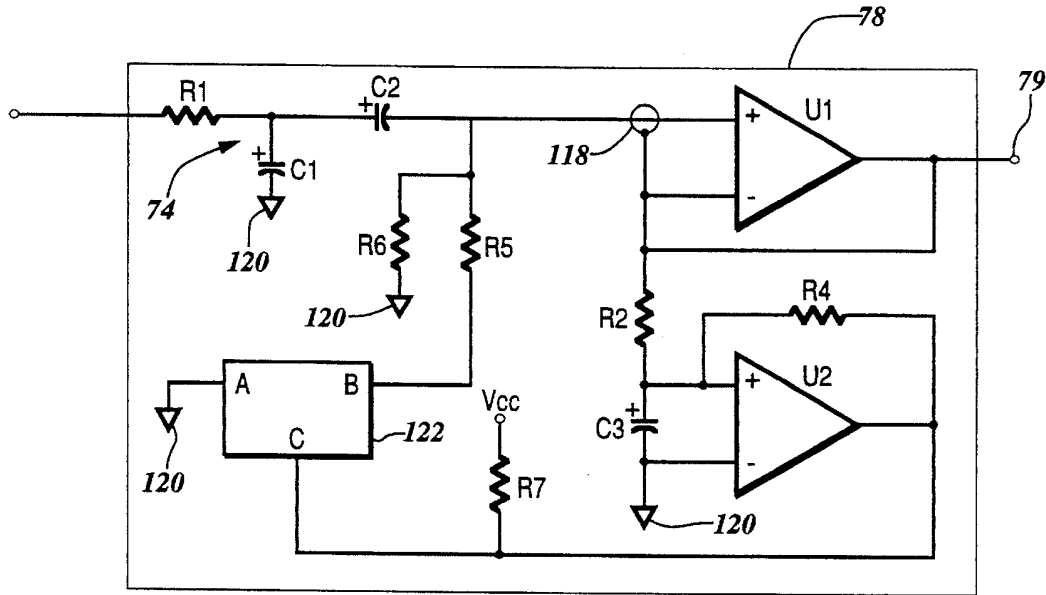 78
R1
C2
+
+
U1
79
118
+
C1
-
74
120
R6
R5
R4
120
R2
A
B
Vcc
+
U2
+
C3
122
C
-
120
R7
120